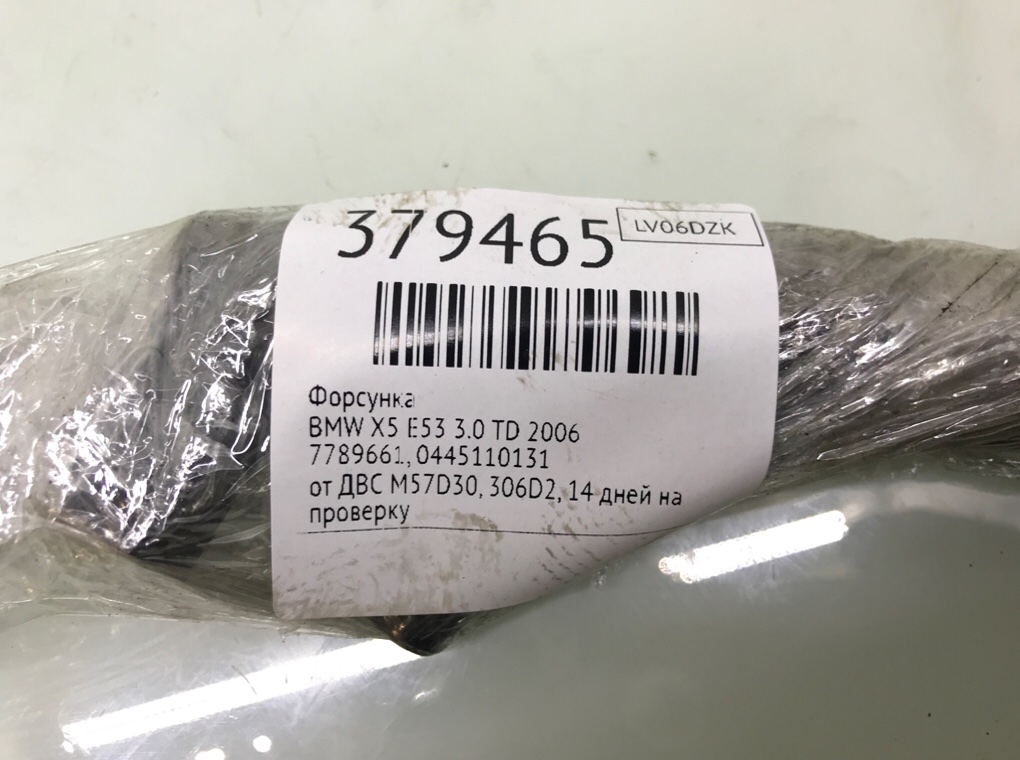 379465
LV06DZK
Форсунка
BMW X5 E53 3.0 TD 2006
7789661, 0445110131
от ДВС M57D30, 306D2, 14 дней на
проверку